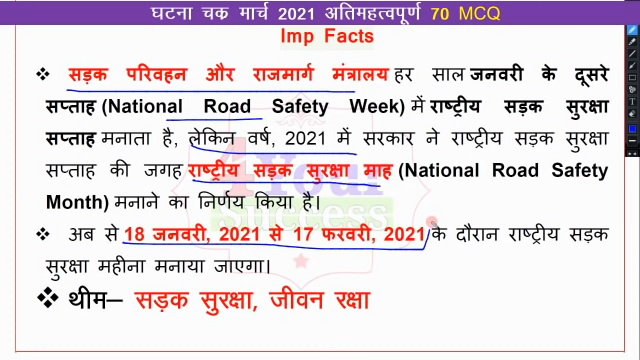 घटना चक्र मार्च 2021 अतिमहत्वपूर्ण 70 MCQ
Imp Facts
❖ सड़क परिवहन और राजमार्ग मंत्रालय हर साल जनवरी के दूसरे
सप्ताह (National Road Safety Week) में राष्ट्रीय सड़क सुरक्षा
सप्ताह मनाता है, लेकिन वर्ष, 2021 में सरकार ने राष्ट्रीय सड़क सुरक्षा
सप्ताह की जगह राष्ट्रीय सड़क सुरक्षा माह (National Road Safety
Month) मनाने का निर्णय किया है।
❖ अब से 18 जनवरी, 2021 से 17 फरवरी, 2021 के दौरान राष्ट्रीय सड़क
सुरक्षा महीना मनाया जाएगा।
❖ थीम– सड़क सुरक्षा, जीवन रक्षा
4Your
Success